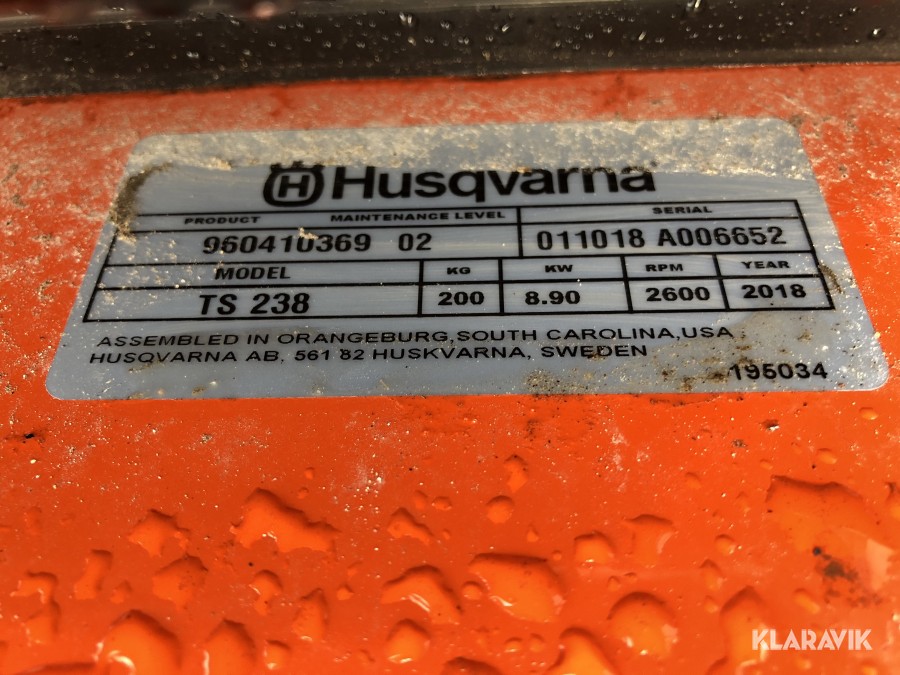 Husqvarna
PRODUCT MAINTENANCE LEVEL SERIAL
960410369 02 011018 A006652
MODEL KG KW RPM YEAR
TS 238 200 8.90 2600 2018
ASSEMBLED IN ORANGEBURG, SOUTH CAROLINA, USA
HUSQVARNA AB, 561 82 HUSKVARNA, SWEDEN
195034
KLARAVIK